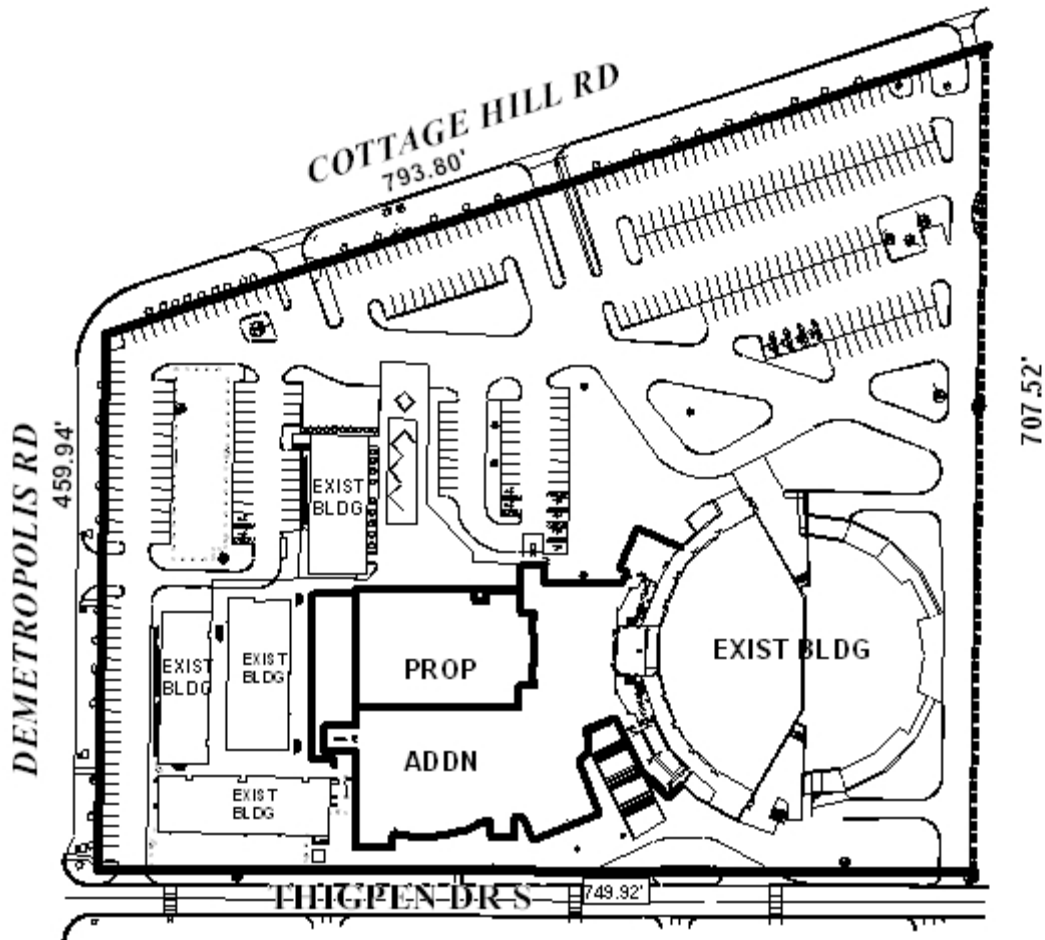 COTTAGE HILL RD
793.80'
707.52'
DEMETROPOLIS RD
459.94'
EXIST
BLDG
EXIST BLDG
EXIST
BLDG
EXIST
BLDG
PROP
ADDN
EXIST
BLDG
THIGPEN DR S
749.92'